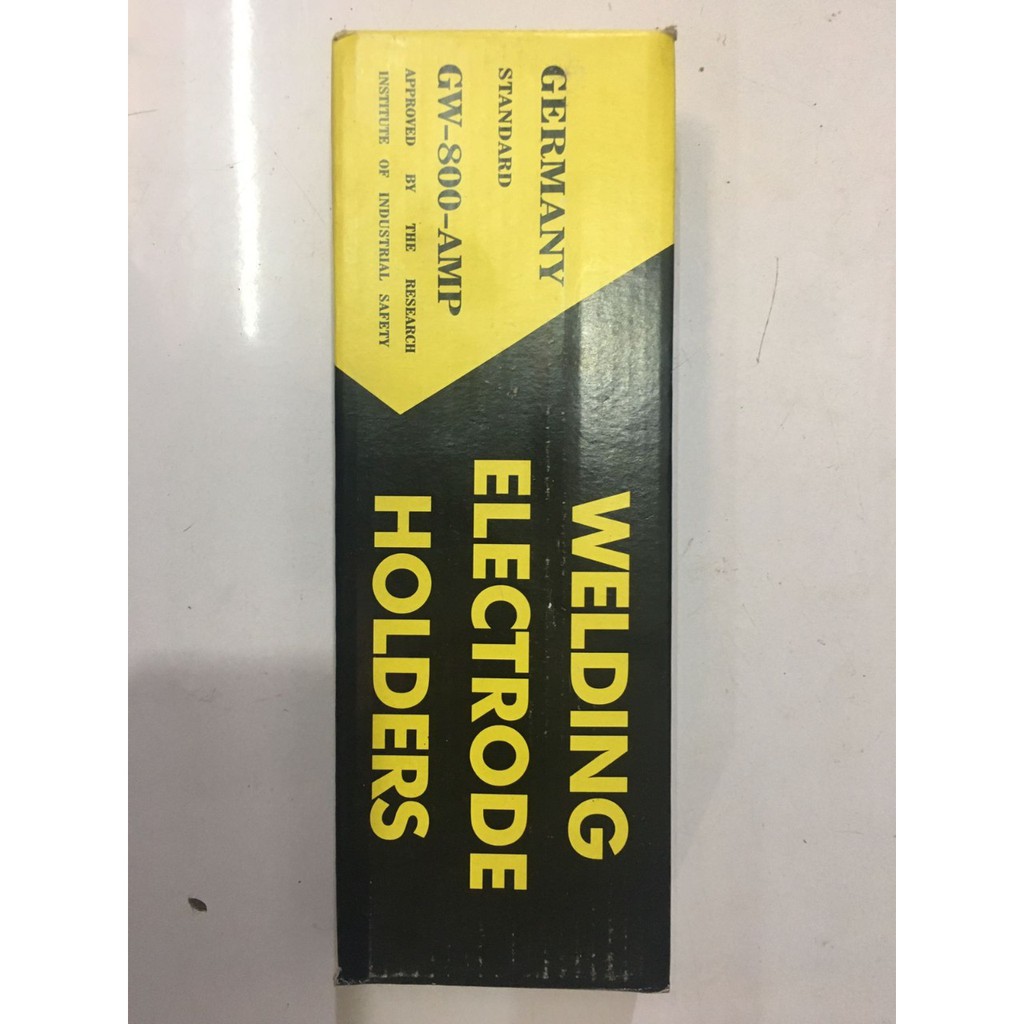 GERMANY
STANDARD
GW-800-AMP
APPROVED BY THE RESEARCH
INSTITUTE OF INDUSTRIAL SAFETY
WELDING
ELECTRODE
HOLDERS